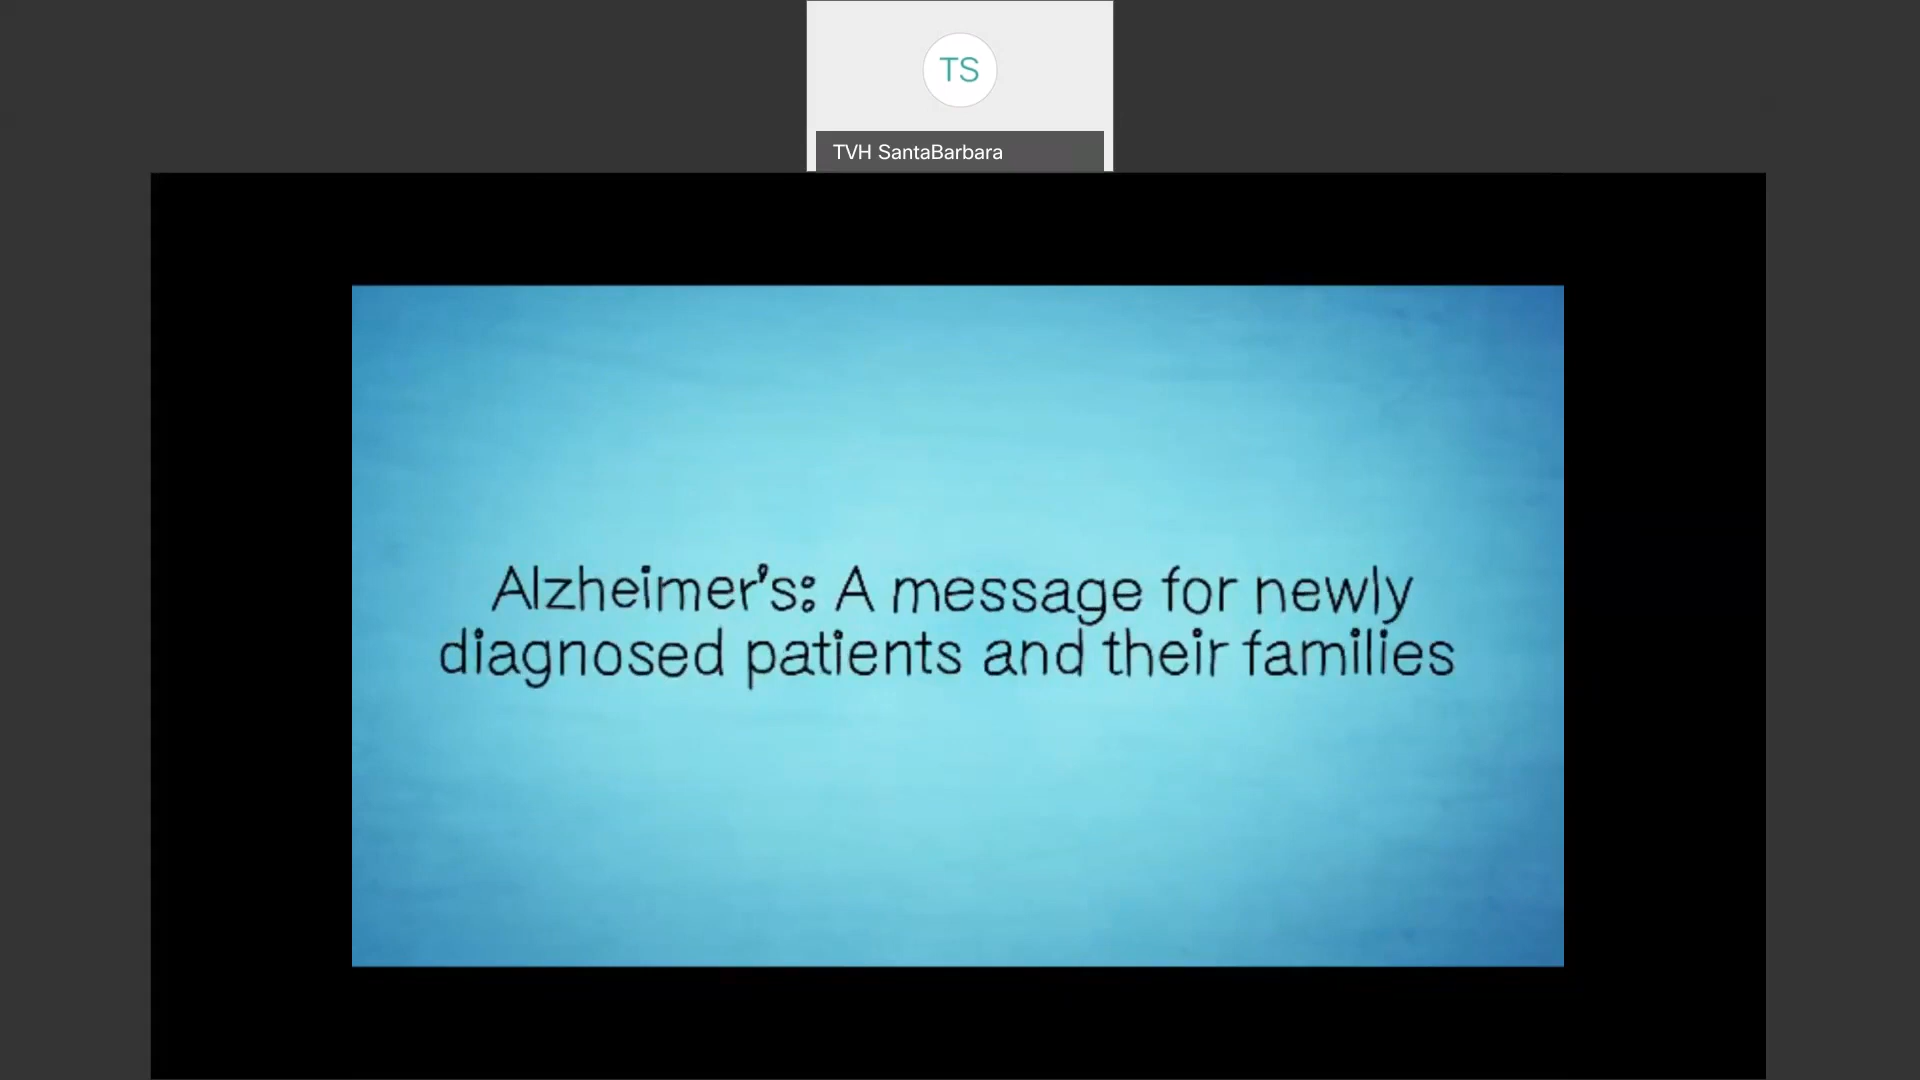 TS
TVH SantaBarbara
Alzheimer's: A message for newly
diagnosed patients and their families